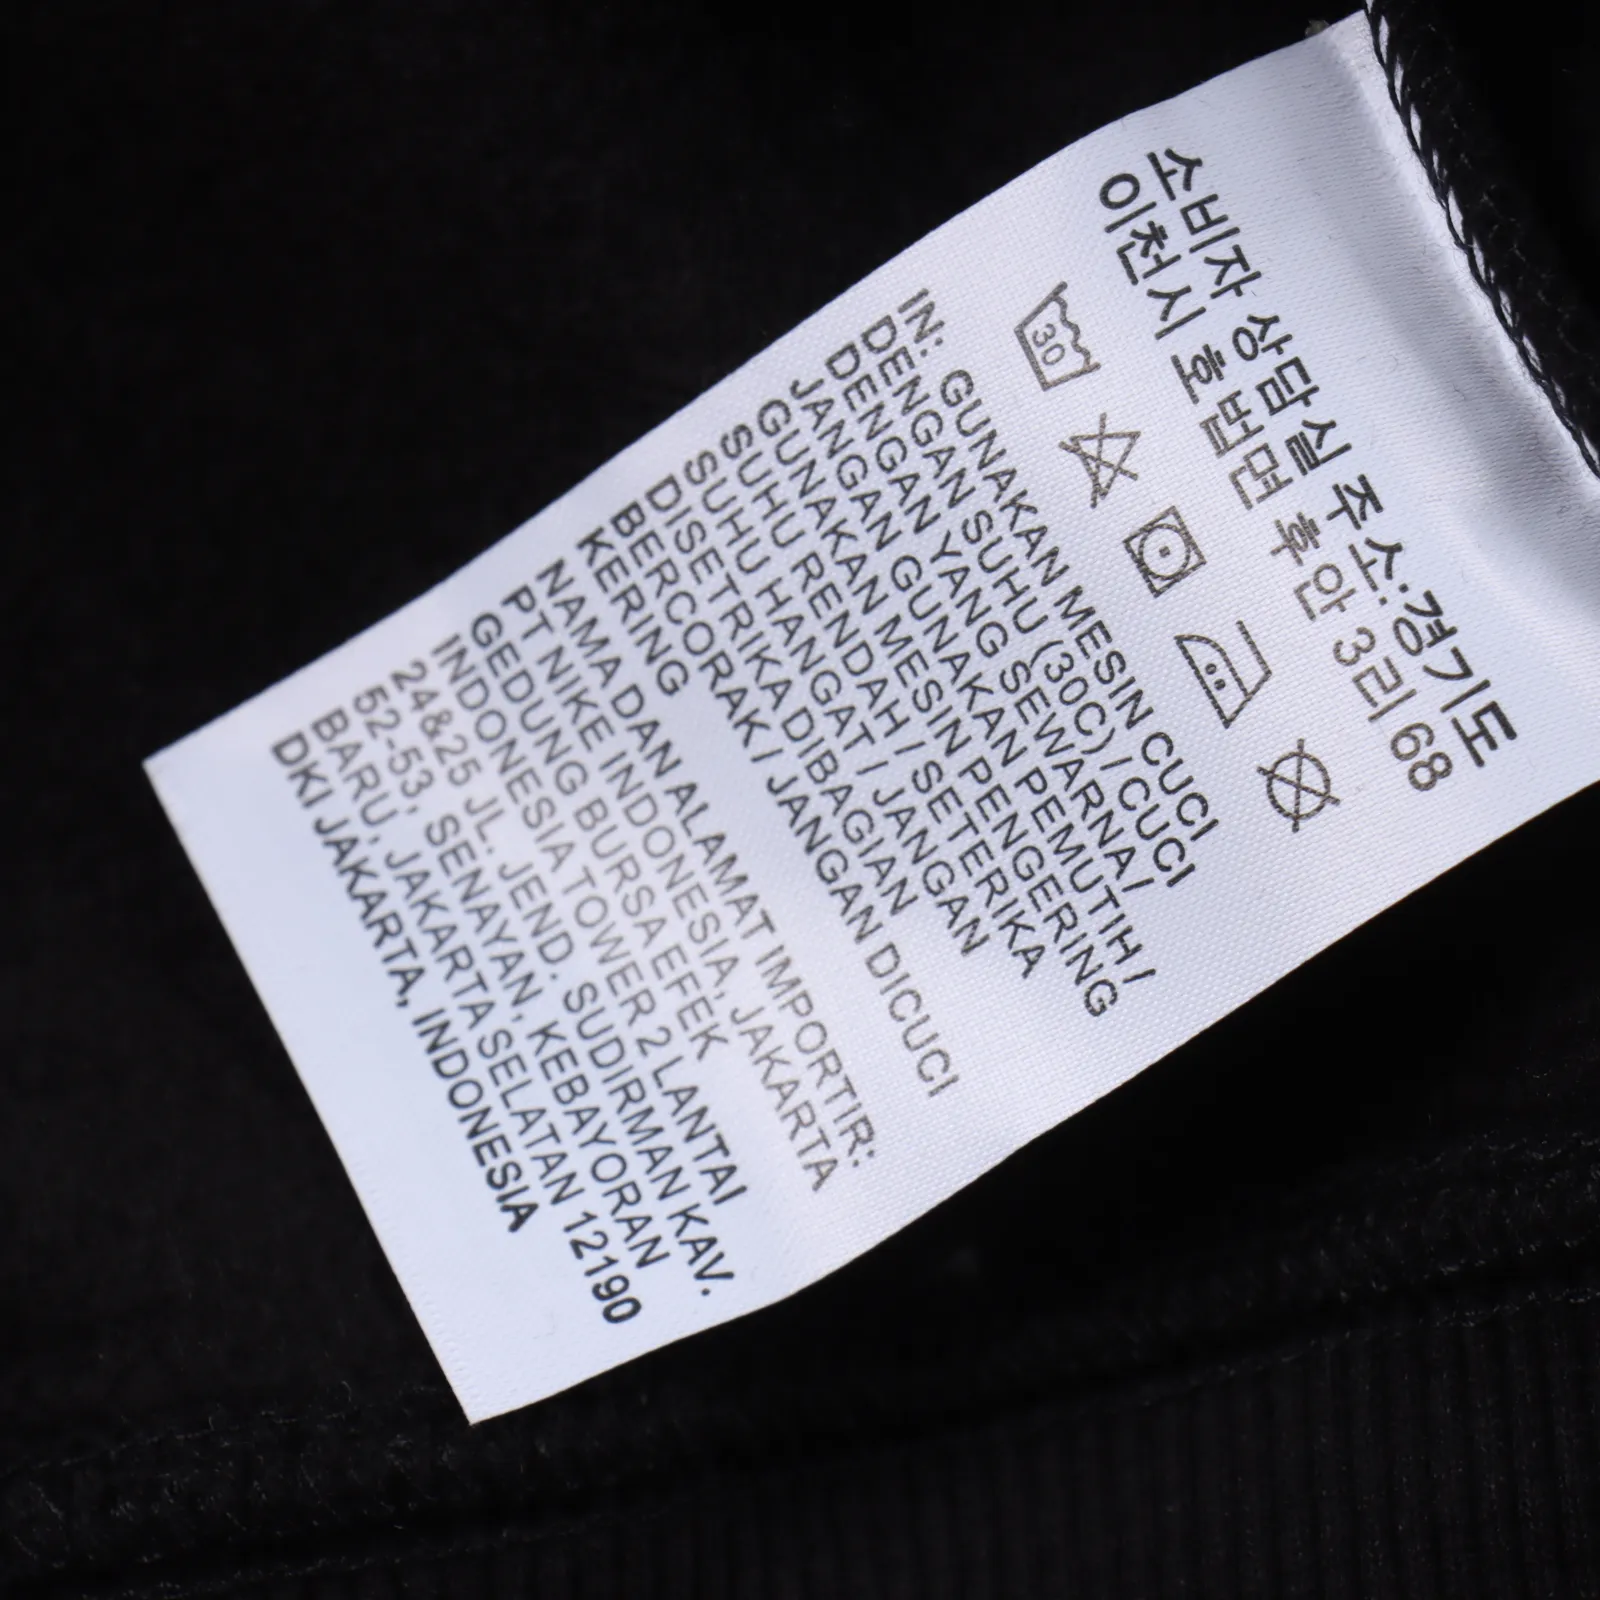 소비자 상담실 주소:경기도
이천시 호법면 후안 3리 68
30
IN: GUNAKAN MESIN CUCI
DENGAN SUHU (30C) / CUCI
DENGAN YANG SEWARNA /
JANGAN GUNAKAN PEMUTIH /
GUNAKAN MESIN PENGERING
SUHU RENDAH / SETERIKA
SUHU HANGAT / JANGAN
DISETRIKA DIBAGIAN
BERCORAK / JANGAN DICUCI
KERING
NAMA DAN ALAMAT IMPORTIR:
PT NIKE INDONESIA, JAKARTA
GEDUNG BURSA EFEK
INDONESIA TOWER 2 LANTAI
24&25 JL. JEND. SUDIRMAN KAV.
52-53, SENAYAN, KEBAYORAN
BARU, JAKARTA SELATAN 12190
DKI JAKARTA, INDONESIA